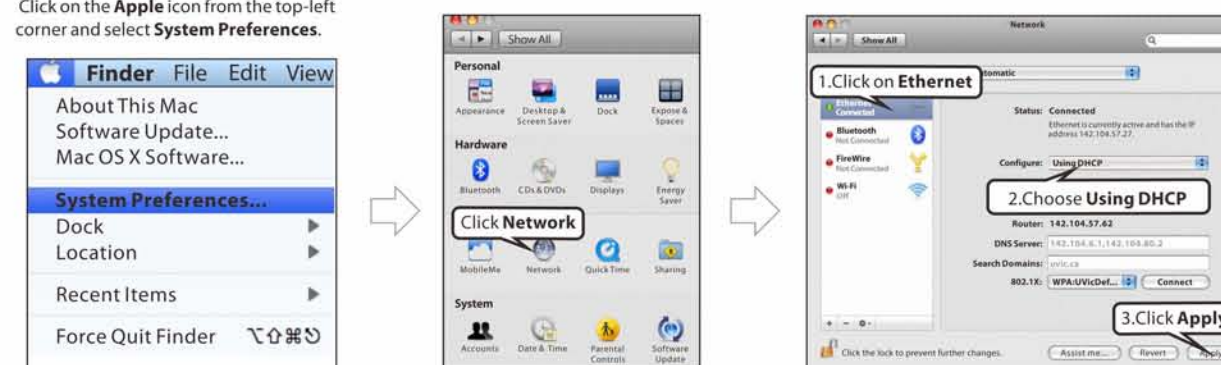 Click on the Apple icon from the top-left
corner and select System Preferences.
Finder File Edit View
About This Mac
Software Update...
Mac OS X Software...
System Preferences...
Dock
Location
Recent Items
Force Quit Finder ⌥⇧⌘⎋
Show All
Personal
Appearance
Desktop &
Screen Saver
Dock
Exposé &
Spaces
Hardware
Bluetooth
CDs & DVDs
Displays
Energy
Saver
Click Network
MobileMe
Network
QuickTime
Sharing
System
Accounts
Date & Time
Parental
Controls
Software
Update
Network
Show All
1.Click on Ethernet
tomatic
Ethernet
Connected
Bluetooth
Not Connected
FireWire
Not Connected
Wi-Fi
Off
Status: Connected
Ethernet is currently active and has the IP
address 142.104.57.27.
Configure: Using DHCP
2.Choose Using DHCP
Router: 142.104.57.62
DNS Server: 142.104.6.1, 142.104.80.2
Search Domains: uvic.ca
802.1X: WPA:UVicDef... Connect
3.Click Apply
Click the lock to prevent further changes.
Assist me... Revert Apply